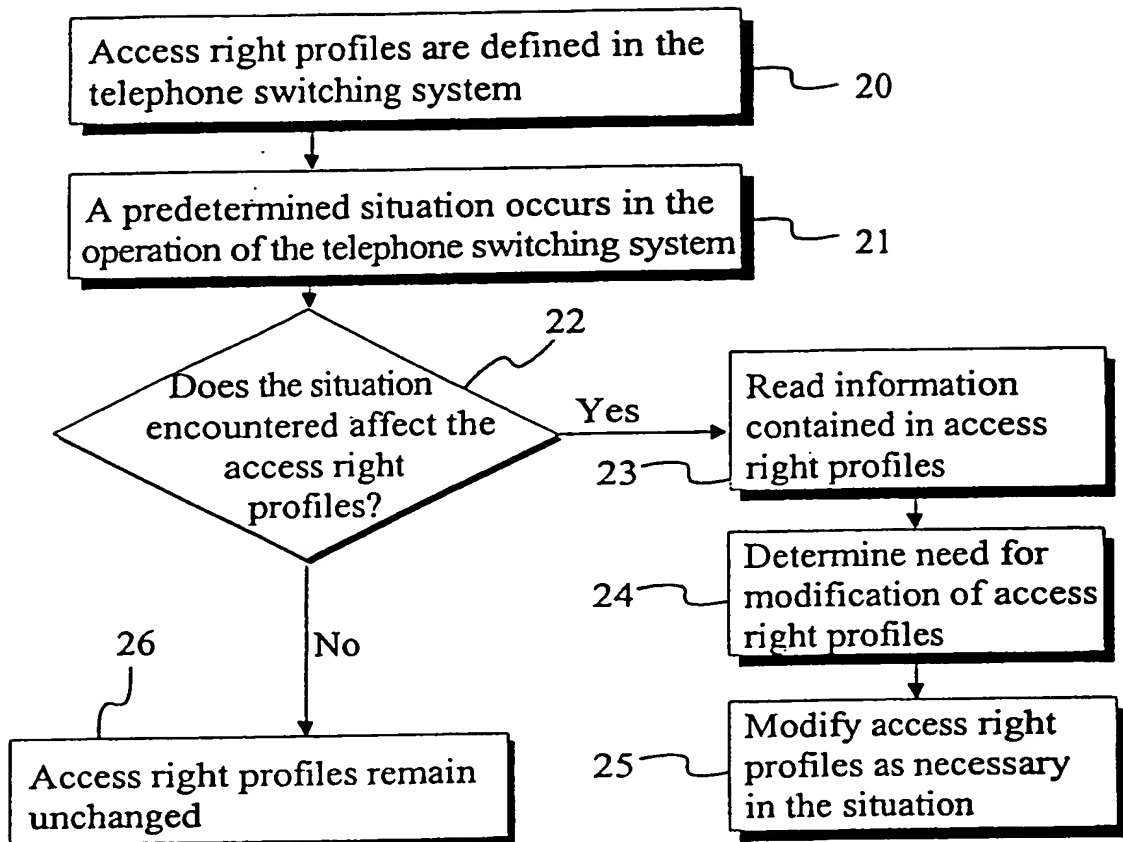 Access right profiles are defined in the
telephone switching system
20
A predetermined situation occurs in the
operation of the telephone switching system
21
22
Does the situation
encountered affect the
access right
profiles?
Yes
Read information
contained in access
right profiles
23
Determine need for
modification of access
right profiles
24
Modify access right
profiles as necessary
in the situation
25
No
26
Access right profiles remain
unchanged